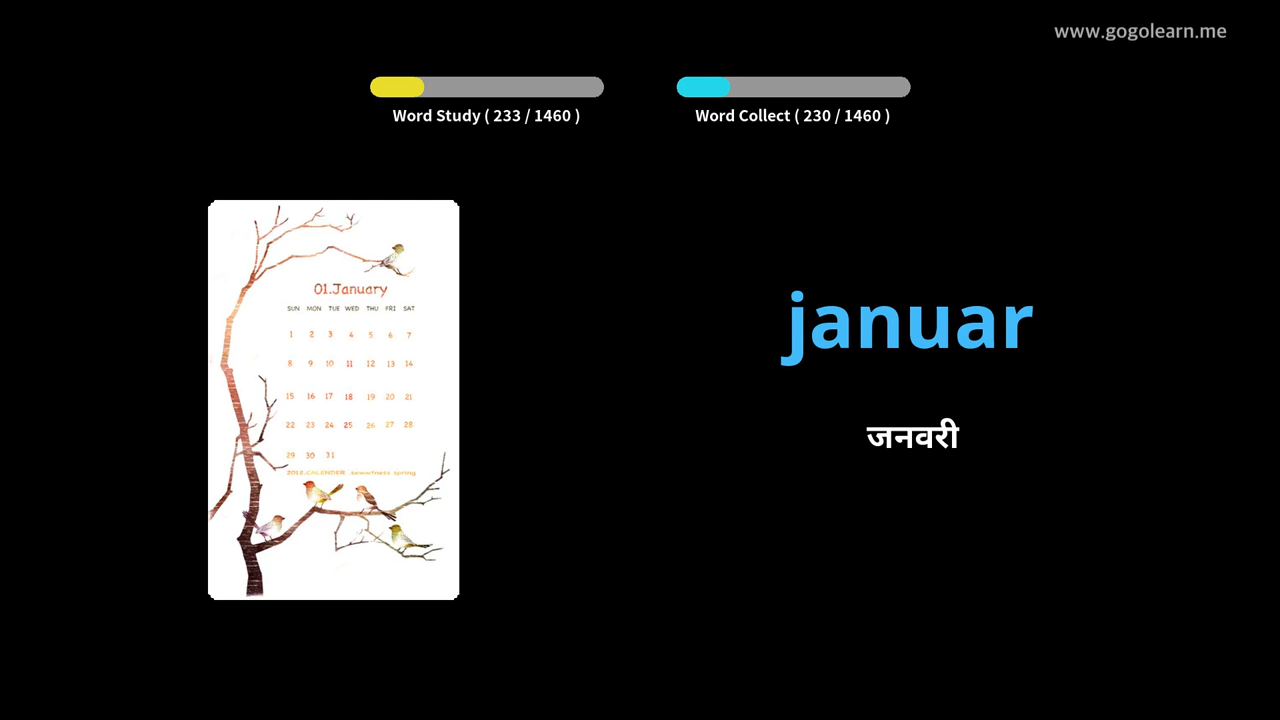 www.gogolearn.me
Word Study ( 233 / 1460 )
Word Collect ( 230 / 1460 )
01.January
SUN MON TUE WED THU FRI SAT
1 2 3 4 5 6 7
8 9 10 11 12 13 14
15 16 17 18 19 20 21
22 23 24 25 26 27 28
29 30 31
CALENDER spring
januar
जनवरी